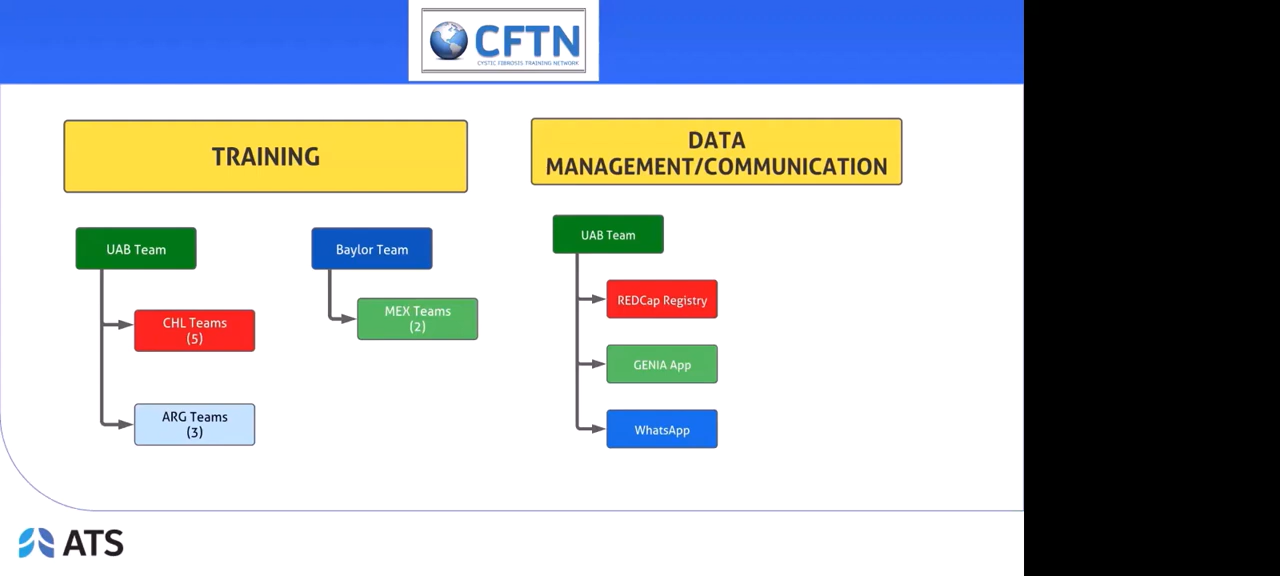 CFTN
CYSTIC FIBROSIS TRAINING NETWORK
TRAINING
UAB Team
CHL Teams
(5)
ARG Teams
(3)
Baylor Team
MEX Teams
(2)
DATA
MANAGEMENT/COMMUNICATION
UAB Team
REDCap Registry
GENIA App
WhatsApp
ATS